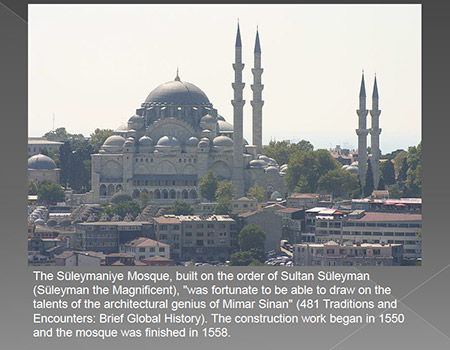 The Süleymaniye Mosque, built on the order of Sultan Süleyman
(Süleyman the Magnificent), "was fortunate to be able to draw on the
talents of the architectural genius of Mimar Sinan" (481 Traditions and
Encounters: Brief Global History). The construction work began in 1550
and the mosque was finished in 1558.